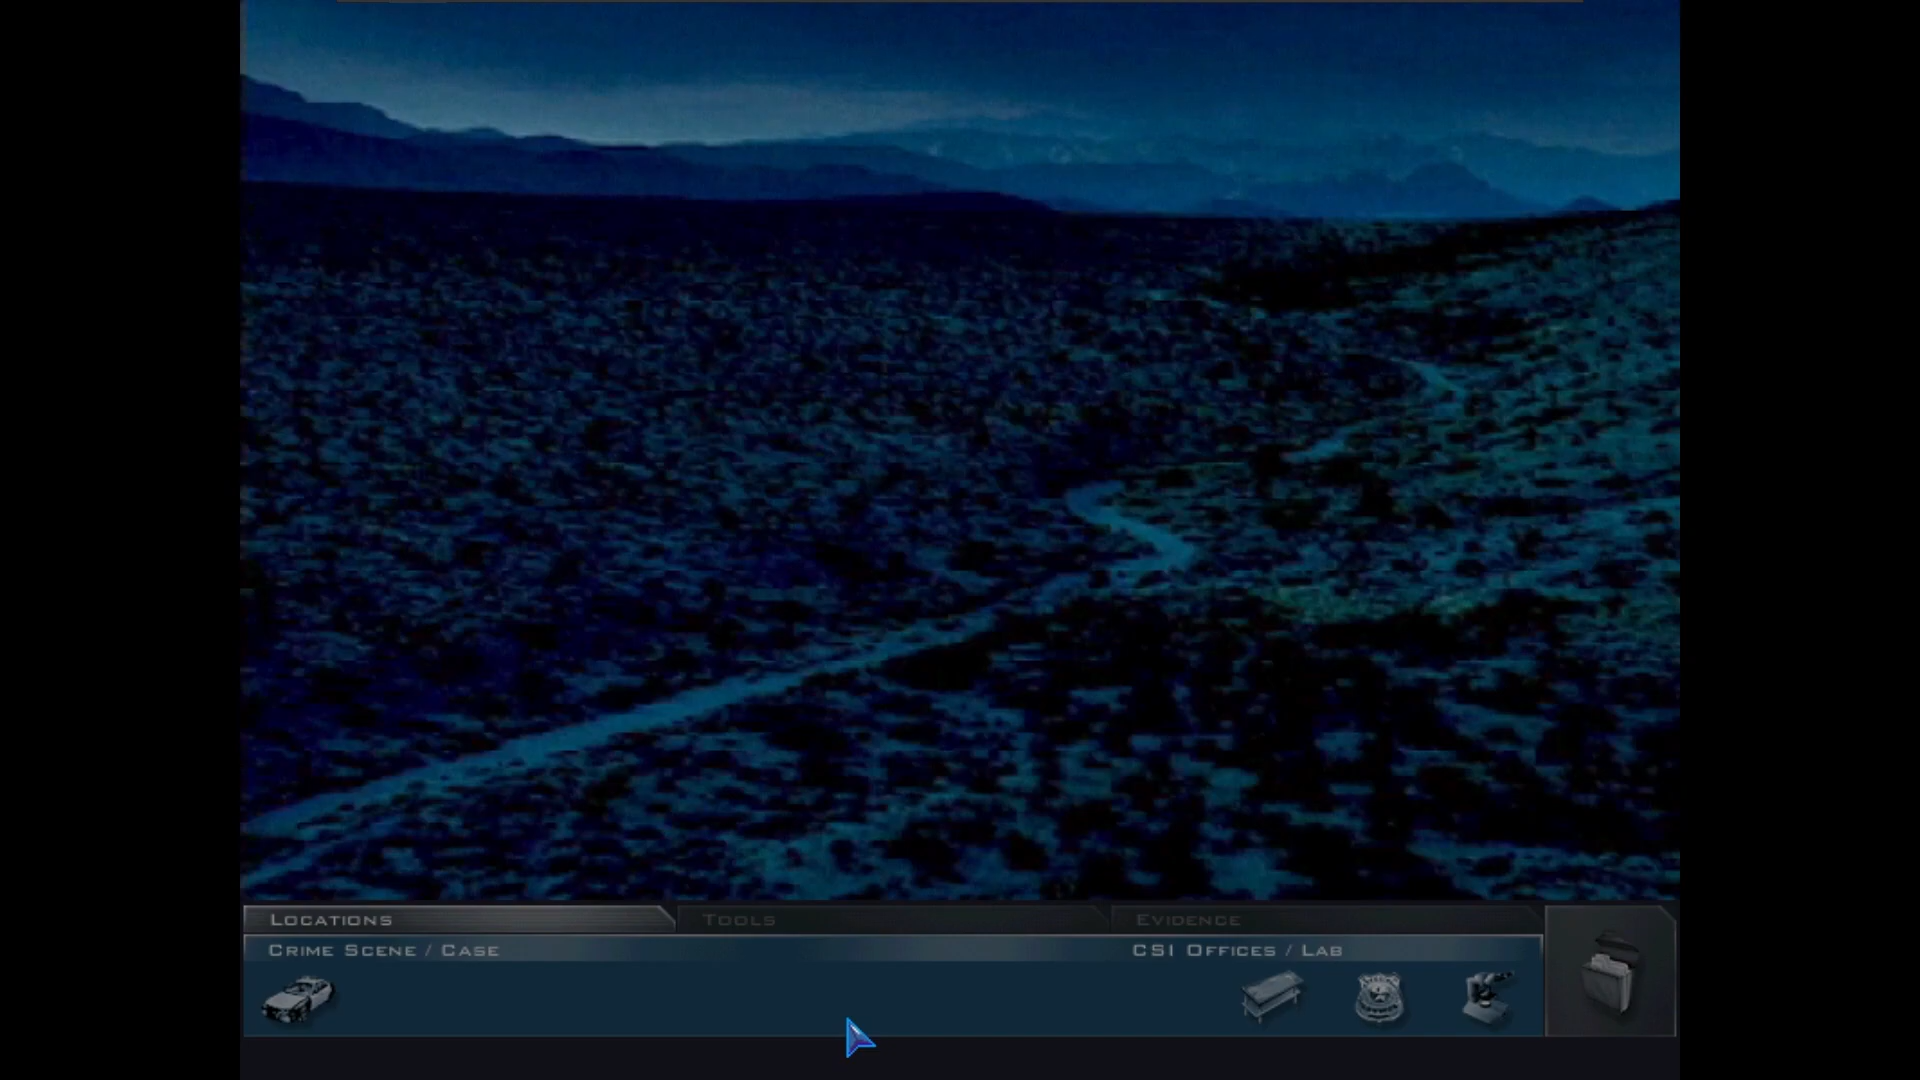 LOCATIONS
TOOLS
EVIDENCE
CRIME SCENE / CASE
CSI OFFICES / LAB